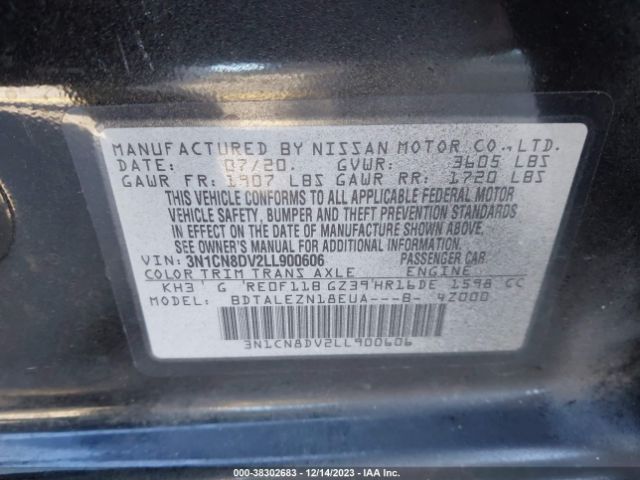 MANUFACTURED BY NISSAN MOTOR CO.,LTD.
DATE: 07/20. GVWR: 3605 LBS
GAWR FR: 1907 LBS GAWR RR: 1720 LBS
THIS VEHICLE CONFORMS TO ALL APPLICABLE FEDERAL MOTOR
VEHICLE SAFETY, BUMPER AND THEFT PREVENTION STANDARDS
IN EFFECT ON THE DATE OF MANUFACTURE SHOWN ABOVE.
SEE OWNER'S MANUAL FOR ADDITIONAL INFORMATION.
VIN: 3N1CN8DV2LL900606 PASSENGER CAR
COLOR TRIM TRANS AXLE ENGINE
KH3 G RE0F11B GZ39 HR16DE 1598 CC
MODEL: BDTALEZN18EUA---B- 4Z000
3N1CN8DV2LL900606
000-38302683 - 12/14/2023 - IAA Inc.